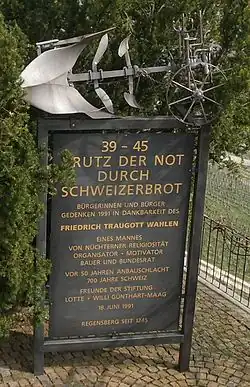 39 - 45
TRUTZ DER NOT
DURCH
SCHWEIZERBROT
BÜRGERINNEN UND BÜRGER
GEDENKEN 1991 IN DANKBARKEIT DES
FRIEDRICH TRAUGOTT WAHLEN
EINES MANNES
VON NÜCHTERNER RELIGIOSITÄT
ORGANISATOR • MOTIVATOR
BAUER UND BUNDESRAT
VOR 50 JAHREN ANBAUSCHLACHT
700 JAHRE SCHWEIZ
FREUNDE DER STIFTUNG
LOTTE + WILLI GÜNTHART-MAAG
18. JUNI 1991
REGENSBERG SEIT 1245